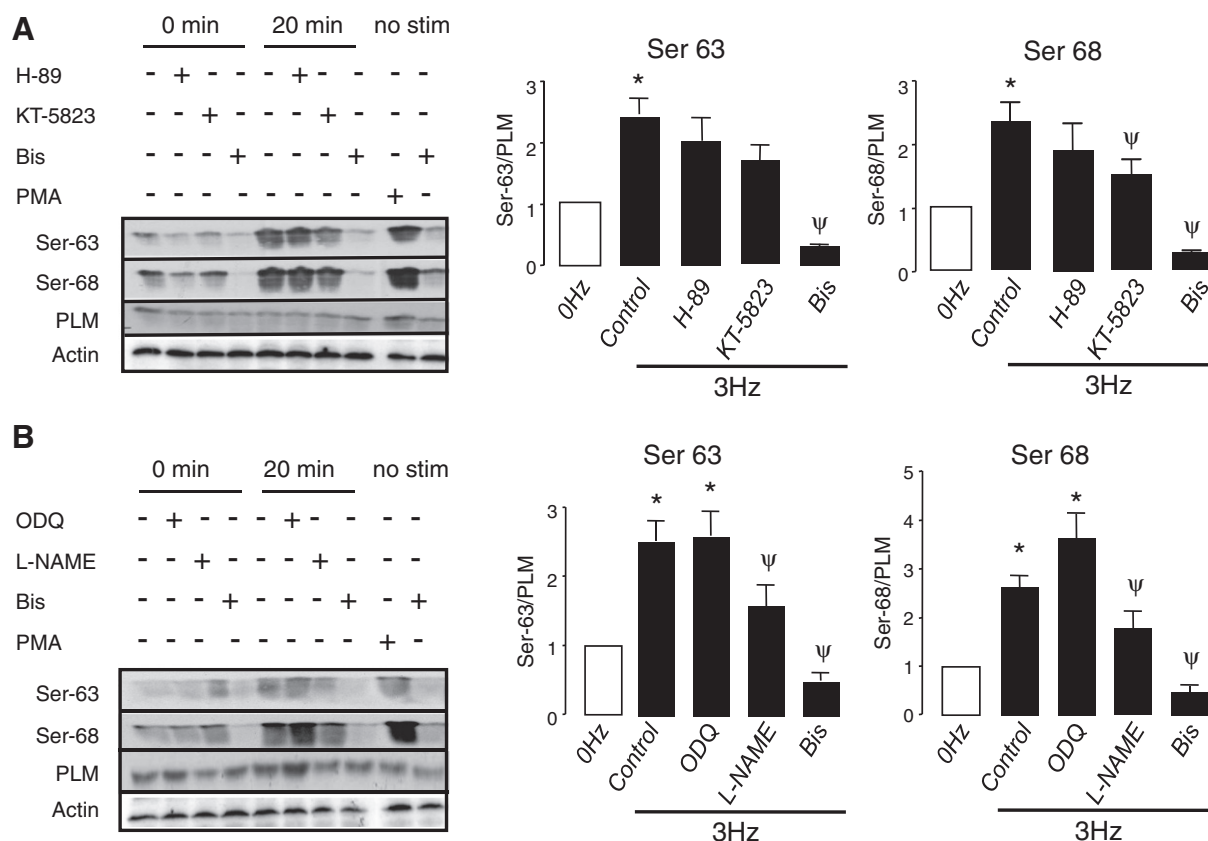 A
0 min 20 min no stim
H-89 - + - - - + - - - -
KT-5823 - - + - - - + - - -
Bis - - - + - - - + - +
PMA - - - - - - - - + -
Ser-63
Ser-68
PLM
Actin
Ser 63
Ser-63/PLM
3
2
1
0
*
ψ
0Hz Control H-89 KT-5823 Bis
3Hz
Ser 68
Ser-68/PLM
3
2
1
0
*
ψ
ψ
0Hz Control H-89 KT-5823 Bis
3Hz
B
0 min 20 min no stim
ODQ - + - - - + - - - -
L-NAME - - + - - - + - - -
Bis - - - + - - - + - +
PMA - - - - - - - - + -
Ser-63
Ser-68
PLM
Actin
Ser 63
Ser-63/PLM
3
2
1
0
* *
ψ
ψ
0Hz Control ODQ L-NAME Bis
3Hz
Ser 68
Ser-68/PLM
5
4
3
2
1
0
*
*
ψ
ψ
0Hz Control ODQ L-NAME Bis
3Hz